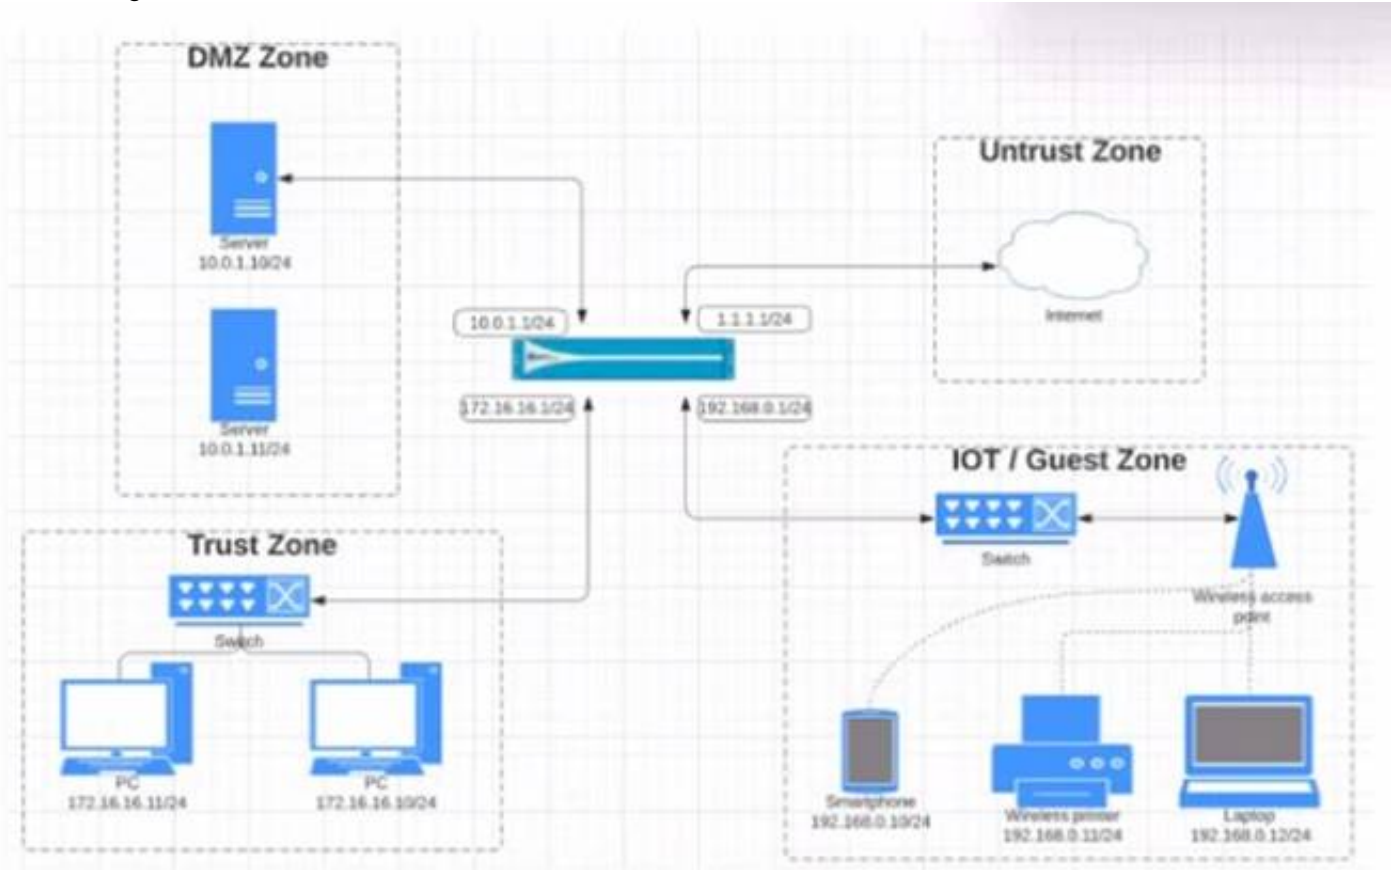 DMZ Zone
Server
10.0.1.10/24
Server
10.0.1.11/24
Untrust Zone
Internet
10.0.1.1/24
1.1.1.1/24
172.16.16.1/24
192.168.0.1/24
Trust Zone
Switch
PC
172.16.16.11/24
PC
172.16.16.10/24
IOT / Guest Zone
Switch
Wireless access
point
Smartphone
192.168.0.10/24
Wireless printer
192.168.0.11/24
Laptop
192.168.0.12/24